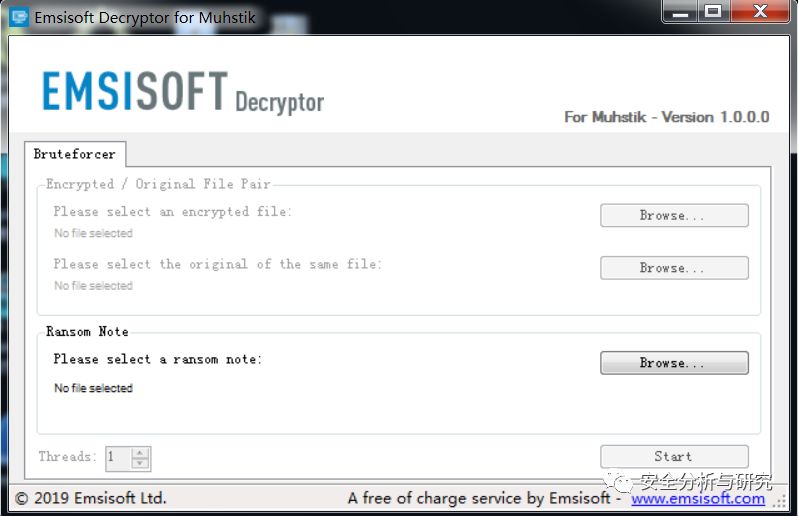 Emsisoft Decryptor for Muhstik
EMSISOFT Decryptor
For Muhstik - Version 1.0.0.0
Bruteforcer
Encrypted / Original File Pair
Please select an encrypted file:
Browse...
No file selected
Please select the original of the same file:
Browse...
No file selected
Ransom Note
Please select a ransom note:
Browse...
No file selected
Threads: 1
Start
安全分析与研究
© 2019 Emsisoft Ltd.
A free of charge service by Emsisoft - www.emsisoft.com